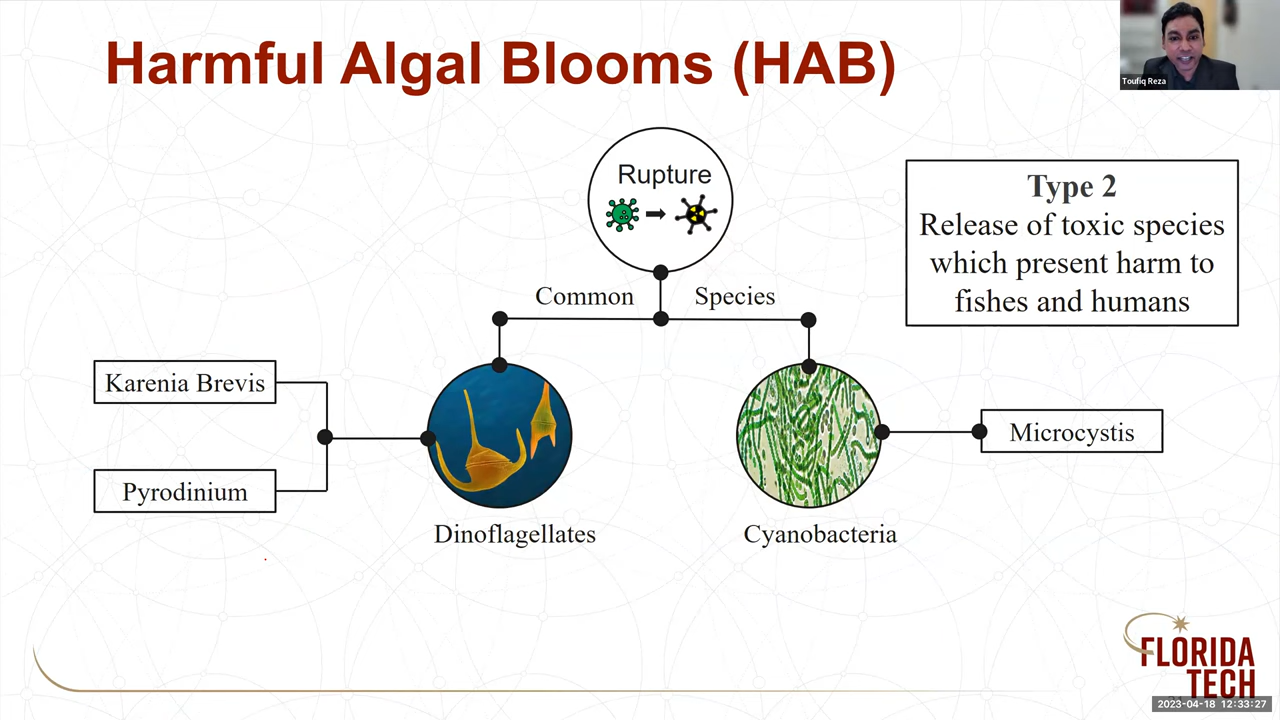 Harmful Algal Blooms (HAB)
Toufiq Reza
Rupture
Type 2
Release of toxic species
which present harm to
fishes and humans
Common Species
Karenia Brevis
Pyrodinium
Microcystis
Dinoflagellates
Cyanobacteria
FLORIDA
TECH
2023-04-18 12:33:27